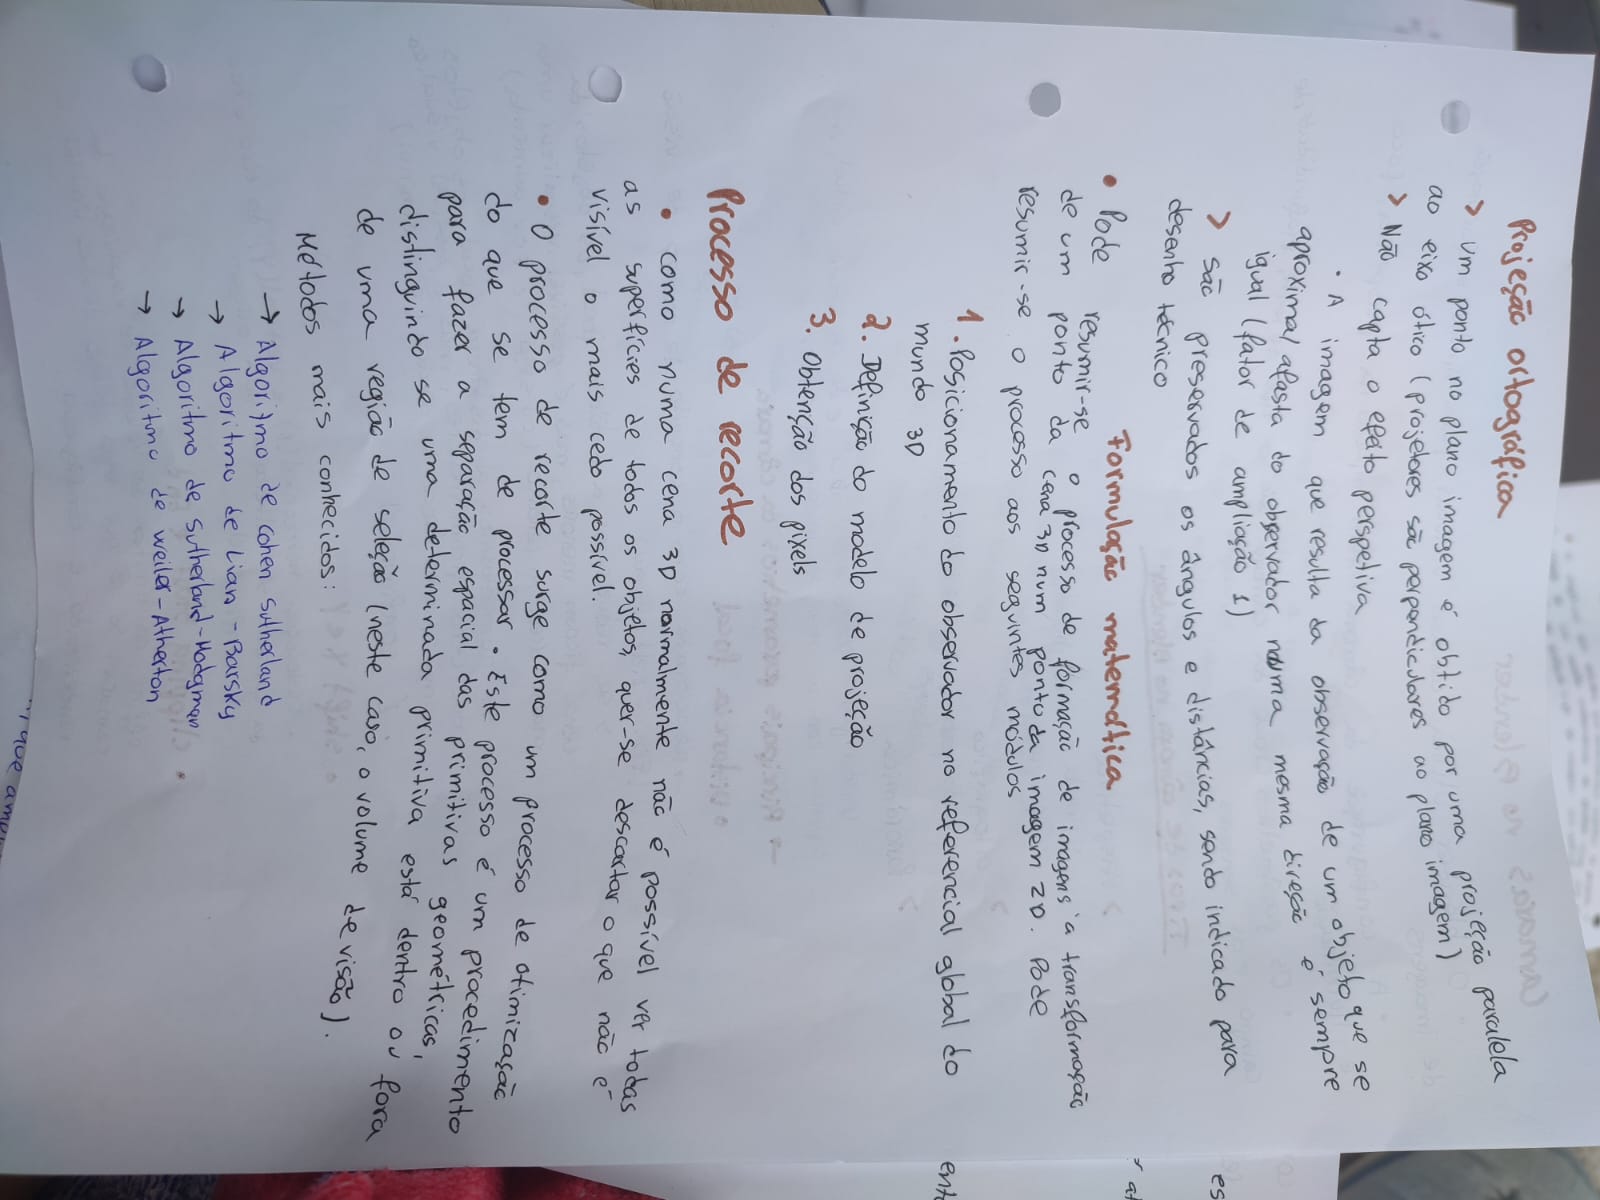 Projeção ortográfica
> Um ponto no plano imagem é obtido por uma projeção paralela
ao eixo ótico (projetores são perpendiculares ao plano imagem)
> Não capta o efeito perspetiva
· A imagem que resulta da observação de um objeto que se
aproxima/afasta do observador numa mesma direção é sempre
igual (fator de ampliação 1)
> São preservados os ângulos e distâncias, sendo indicado para
desenho técnico
Formulação matemática
• Pode resumir-se o processo de formação de imagens à transformação
de um ponto da cena 3D num ponto da imagem 2D. Pode
resumir-se o processo aos seguintes módulos
1. Posicionamento do observador no referencial global do
mundo 3D
2. Definição do modelo de projeção
3. Obtenção dos pixels
Processo de recorte
• como numa cena 3D normalmente não é possível ver todas
as superfícies de todos os objetos, quer-se descartar o que não é
visível o mais cedo possível.
• O processo de recorte surge como um processo de otimização
do que se tem de processar. Este processo é um procedimento
para fazer a separação espacial das primitivas geométricas,
distinguindo se uma determinada primitiva está dentro ou fora
de uma região de seleção (neste caso, o volume de visão).
Métodos mais conhecidos:
→ Algoritmo de cohen Sutherland
→ Algoritmo de Lian-Barsky
→ Algoritmo de Sutherland-Hodgman
→ Algoritmo de weiler-Atherton